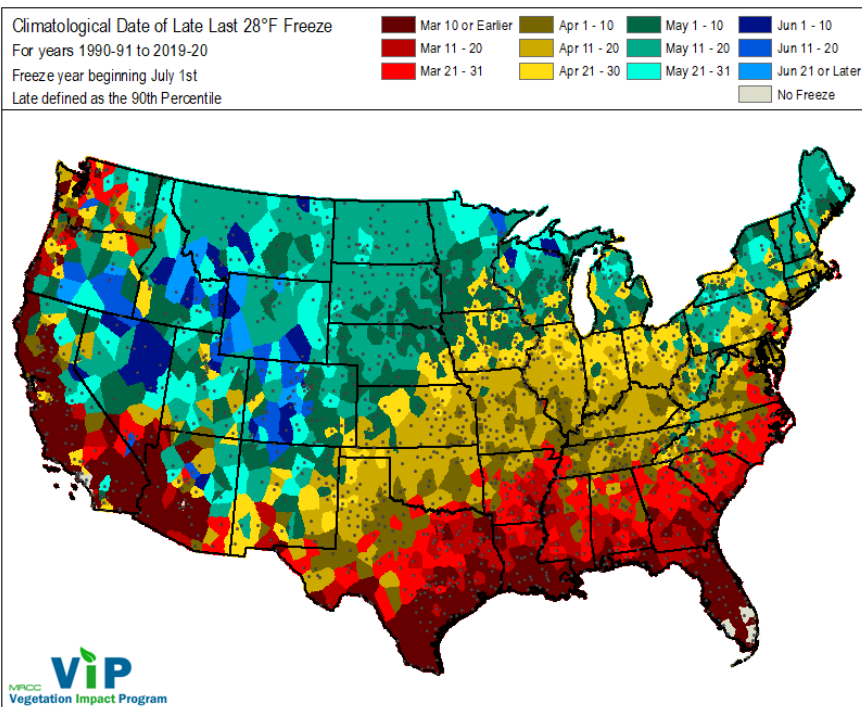 Climatological Date of Late Last 28°F Freeze
For years 1990-91 to 2019-20
Freeze year beginning July 1st
Late defined as the 90th Percentile
Mar 10 or Earlier
Mar 11 - 20
Mar 21 - 31
Apr 1 - 10
Apr 11 - 20
Apr 21 - 30
May 1 - 10
May 11 - 20
May 21 - 31
Jun 1 - 10
Jun 11 - 20
Jun 21 or Later
No Freeze
MRCC ViP
Vegetation Impact Program